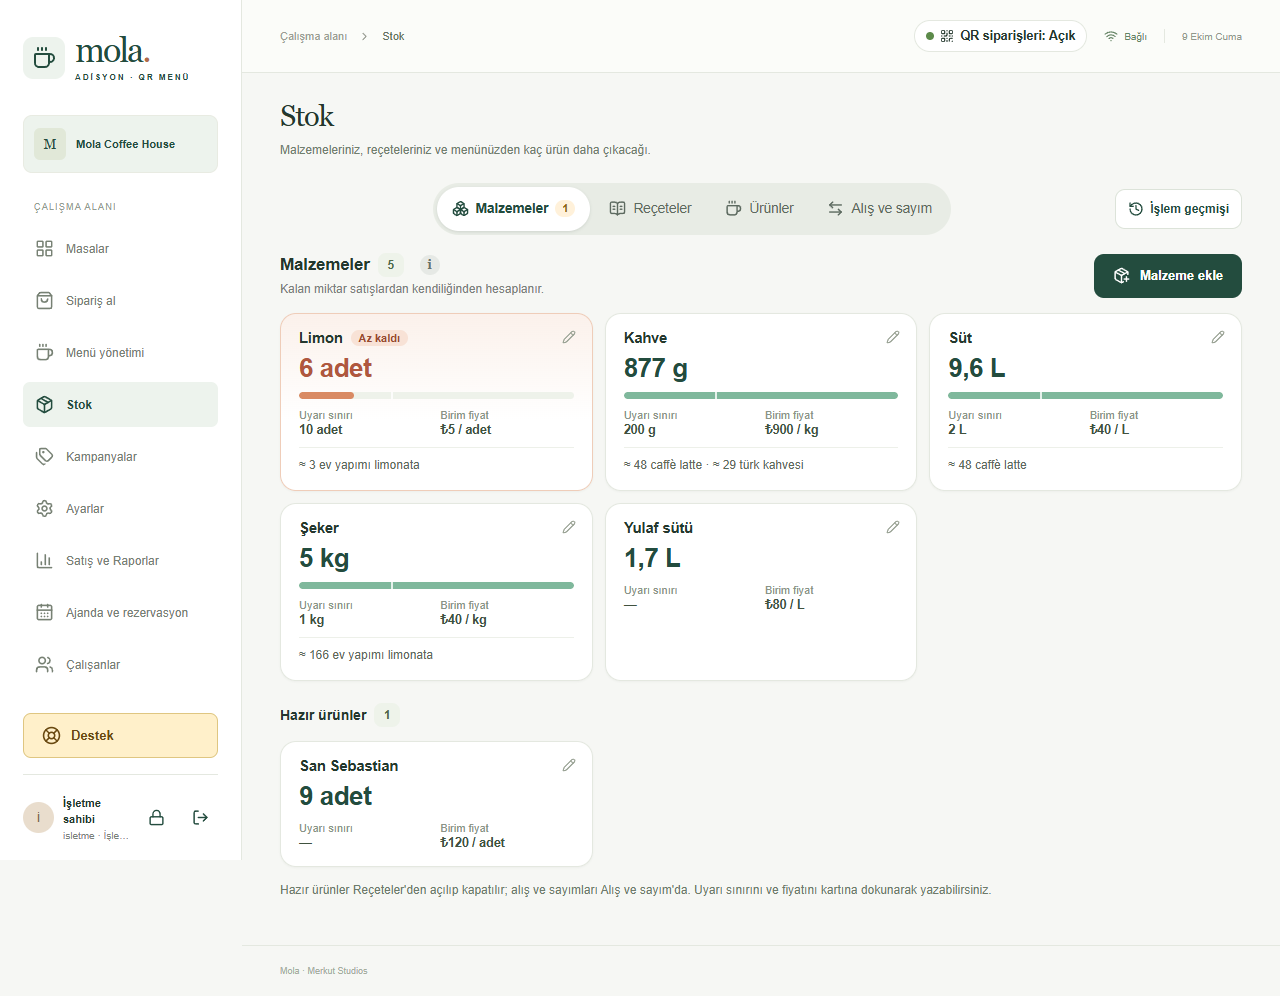 mola.
ADİSYON · QR MENÜ
M
Mola Coffee House
ÇALIŞMA ALANI
Masalar
Sipariş al
Menü yönetimi
Stok
Kampanyalar
Ayarlar
Satış ve Raporlar
Ajanda ve rezervasyon
Çalışanlar
Destek
İ
İşletme
sahibi
isletme · İşle...
Çalışma alanı > Stok
QR siparişleri: Açık
Bağlı
9 Ekim Cuma
Stok
Malzemeleriniz, reçeteleriniz ve menünüzden kaç ürün daha çıkacağı.
Malzemeler 1
Reçeteler
Ürünler
Alış ve sayım
İşlem geçmişi
Malzemeler 5 i
Kalan miktar satışlardan kendiliğinden hesaplanır.
Malzeme ekle
Limon Az kaldı
6 adet
Uyarı sınırı Birim fiyat
10 adet ₺5 / adet
≈ 3 ev yapımı limonata
Kahve
877 g
Uyarı sınırı Birim fiyat
200 g ₺900 / kg
≈ 48 caffè latte · ≈ 29 türk kahvesi
Süt
9,6 L
Uyarı sınırı Birim fiyat
2 L ₺40 / L
≈ 48 caffè latte
Şeker
5 kg
Uyarı sınırı Birim fiyat
1 kg ₺40 / kg
≈ 166 ev yapımı limonata
Yulaf sütü
1,7 L
Uyarı sınırı Birim fiyat
— ₺80 / L
Hazır ürünler 1
San Sebastian
9 adet
Uyarı sınırı Birim fiyat
— ₺120 / adet
Hazır ürünler Reçeteler'den açılıp kapatılır; alış ve sayımları Alış ve sayım'da. Uyarı sınırını ve fiyatını kartına dokunarak yazabilirsiniz.
Mola · Merkut Studios